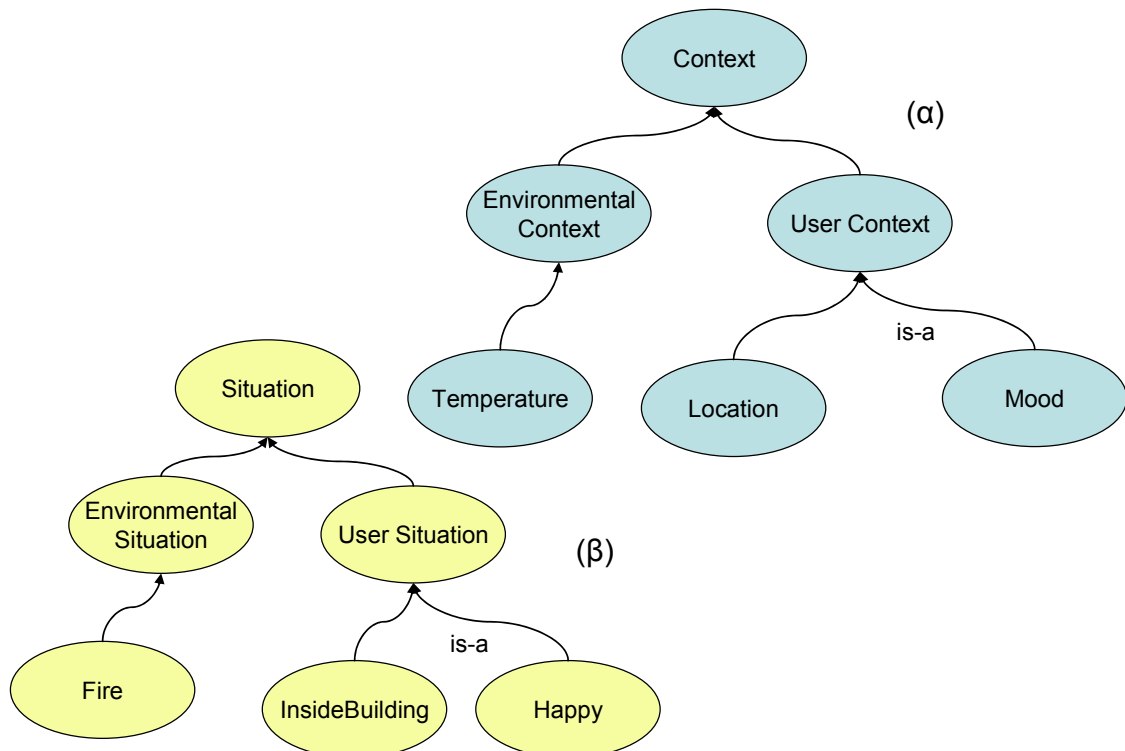 Context
(α)
Environmental
Context
User Context
is-a
Temperature
Location
Mood
Situation
Environmental
Situation
User Situation
(β)
is-a
Fire
InsideBuilding
Happy